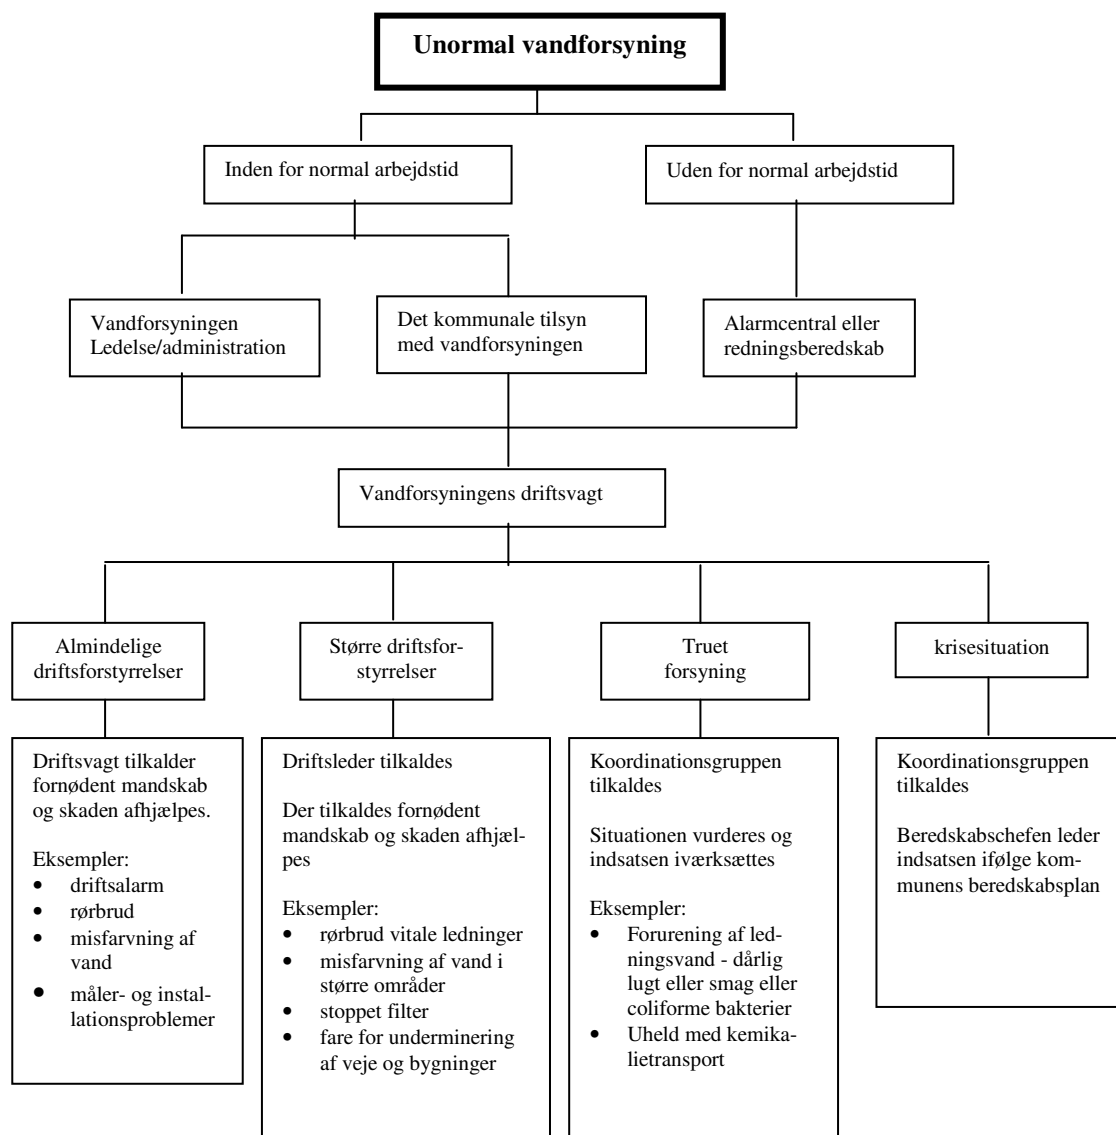 Unormal vandforsyning
Inden for normal arbejdstid
Uden for normal arbejdstid
Vandforsyningen
Ledelse/administration
Det kommunale tilsyn
med vandforsyningen
Alarmcentral eller
redningsberedskab
Vandforsyningens driftsvagt
Almindelige
driftsforstyrrelser
Større driftsfor-
styrrelser
Truet
forsyning
krisesituation
Driftsvagt tilkalder
fornødent mandskab
og skaden afhjælpes.
Eksempler:
• driftsalarm
• rørbrud
• misfarvning af
vand
• måler- og instal-
lationsproblemer
Driftsleder tilkaldes
Der tilkaldes fornødent
mandskab og skaden afhjæl-
pes
Eksempler:
• rørbrud vitale ledninger
• misfarvning af vand i
større områder
• stoppet filter
• fare for underminering
af veje og bygninger
Koordinationsgruppen
tilkaldes
Situationen vurderes og
indsatsen iværksættes
Eksempler:
• Forurening af led-
ningsvand - dårlig
lugt eller smag eller
coliforme bakterier
• Uheld med kemika-
lietransport
Koordinationsgruppen
tilkaldes
Beredskabschefen leder
indsatsen ifølge kom-
munens beredskabsplan